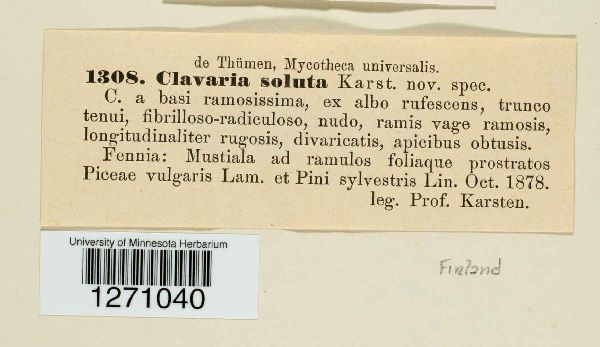 de Thümen, Mycotheca universalis.
1308. Clavaria soluta Karst. nov. spec.
C. a basi ramosissima, ex albo rufescens, trunco
tenui, fibrilloso-radiculoso, nudo, ramis vage ramosis,
longitudinaliter rugosis, divaricatis, apicibus obtusis.
Fennia: Mustiala ad ramulos foliaque prostratos
Piceae vulgaris Lam. et Pini sylvestris Lin. Oct. 1878.
leg. Prof. Karsten.
University of Minnesota Herbarium
1271040
Finland